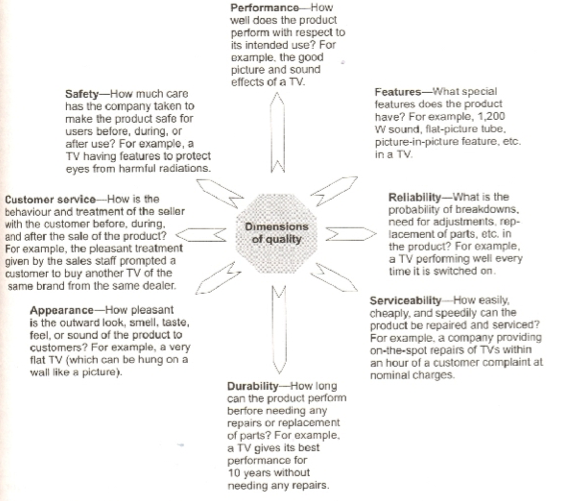 Performance—How
well does the product
perform with respect to
its intended use? For
example, the good
picture and sound
effects of a TV.
Safety—How much care
has the company taken to
make the product safe for
users before, during, or
after use? For example, a
TV having features to protect
eyes from harmful radiations.
Features—What special
features does the product
have? For example, 1,200
W sound, flat-picture tube,
picture-in-picture feature, etc.
in a TV.
Customer service—How is the
behaviour and treatment of the seller
with the customer before, during,
and after the sale of the product?
For example, the pleasant treatment
given by the sales staff prompted a
customer to buy another TV of the
same brand from the same dealer.
Dimensions
of quality
Reliability—What is the
probability of breakdowns,
need for adjustments, rep-
lacement of parts, etc. in
the product? For example,
a TV performing well every
time it is switched on.
Appearance—How pleasant
is the outward look, smell, taste,
feel, or sound of the product to
customers? For example, a very
flat TV (which can be hung on a
wall like a picture).
Serviceability—How easily,
cheaply, and speedily can the
product be repaired and serviced?
For example, a company providing
on-the-spot repairs of TVs within
an hour of a customer complaint at
nominal charges.
Durability—How long
can the product perform
berfore needing any
repairs or replacement
of parts? For example,
a TV gives its best
performance for
10 years without
needing any repairs.